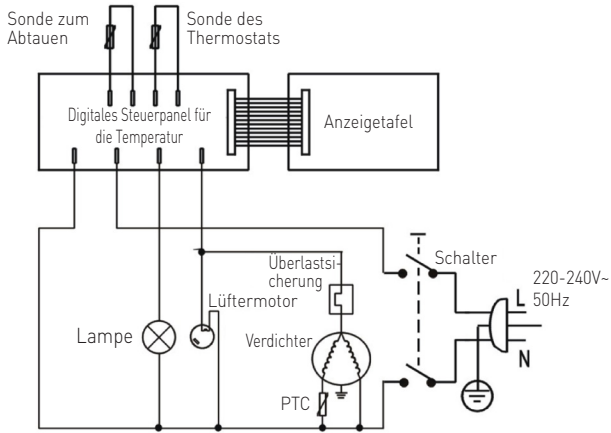 Sonde zum
Abtauen
Sonde des
Thermostats
Digitales Steuerpanel für
die Temperatur
Anzeigetafel
Überlastsi-
cherung
Schalter
220-240V~
50Hz
L
Lüftermotor
Lampe
Verdichter
N
PTC